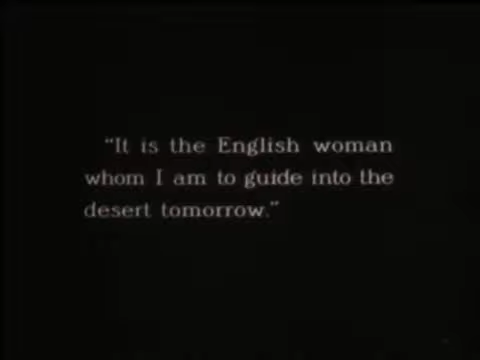 “It is the English woman
whom I am to guide into the
desert tomorrow.”